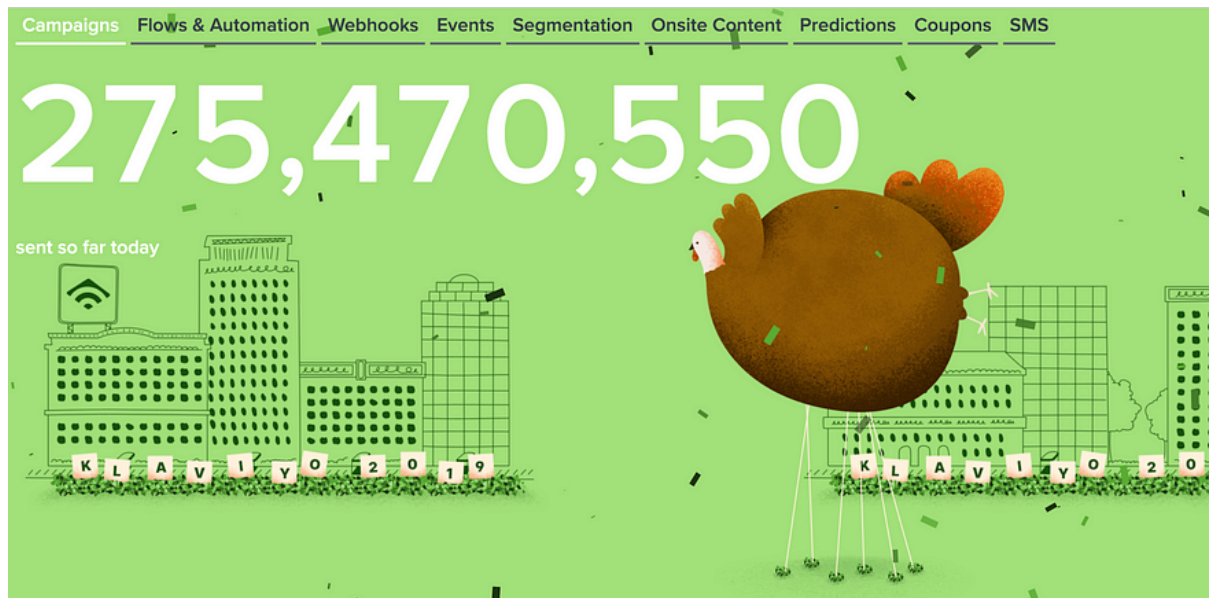 Campaigns Flows & Automation Webhooks Events Segmentation Onsite Content Predictions Coupons SMS
275,470,550
sent so far today
KLAVIYO 2019
KLAVIYO 20